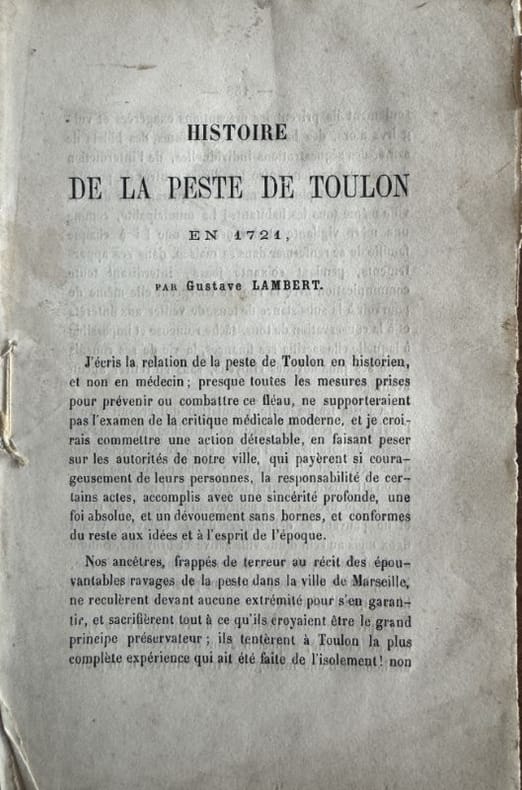 HISTOIRE
DE LA PESTE DE TOULON
EN 1721,
PAR Gustave LAMBERT.
J'écris la relation de la peste de Toulon en historien,
et non en médecin ; presque toutes les mesures prises
pour prévenir ou combattre ce fléau, ne supporteraient
pas l'examen de la critique médicale moderne, et je croi-
rais commettre une action détestable, en faisant peser
sur les autorités de notre ville, qui payèrent si coura-
geusement de leurs personnes, la responsabilité de cer-
tains actes, accomplis avec une sincérité profonde, une
foi absolue, et un dévouement sans bornes, et conformes
du reste aux idées et à l'esprit de l'époque.
Nos ancêtres, frappés de terreur au récit des épou-
vantables ravages de la peste dans la ville de Marseille,
ne reculèrent devant aucune extrémité pour s'en garan-
tir, et sacrifièrent tout à ce qu'ils croyaient être le grand
principe préservateur ; ils tentèrent à Toulon la plus
complète expérience qui ait été faite de l'isolement ! non